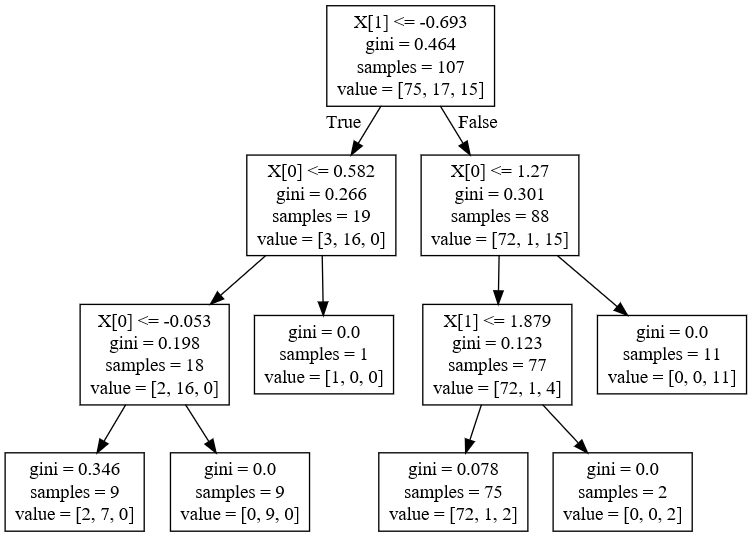 X[1] <= -0.693
gini = 0.464
samples = 107
value = [75, 17, 15]
True
False
X[0] <= 0.582
gini = 0.266
samples = 19
value = [3, 16, 0]
X[0] <= 1.27
gini = 0.301
samples = 88
value = [72, 1, 15]
X[0] <= -0.053
gini = 0.198
samples = 18
value = [2, 16, 0]
gini = 0.0
samples = 1
value = [1, 0, 0]
X[1] <= 1.879
gini = 0.123
samples = 77
value = [72, 1, 4]
gini = 0.0
samples = 11
value = [0, 0, 11]
gini = 0.346
samples = 9
value = [2, 7, 0]
gini = 0.0
samples = 9
value = [0, 9, 0]
gini = 0.078
samples = 75
value = [72, 1, 2]
gini = 0.0
samples = 2
value = [0, 0, 2]